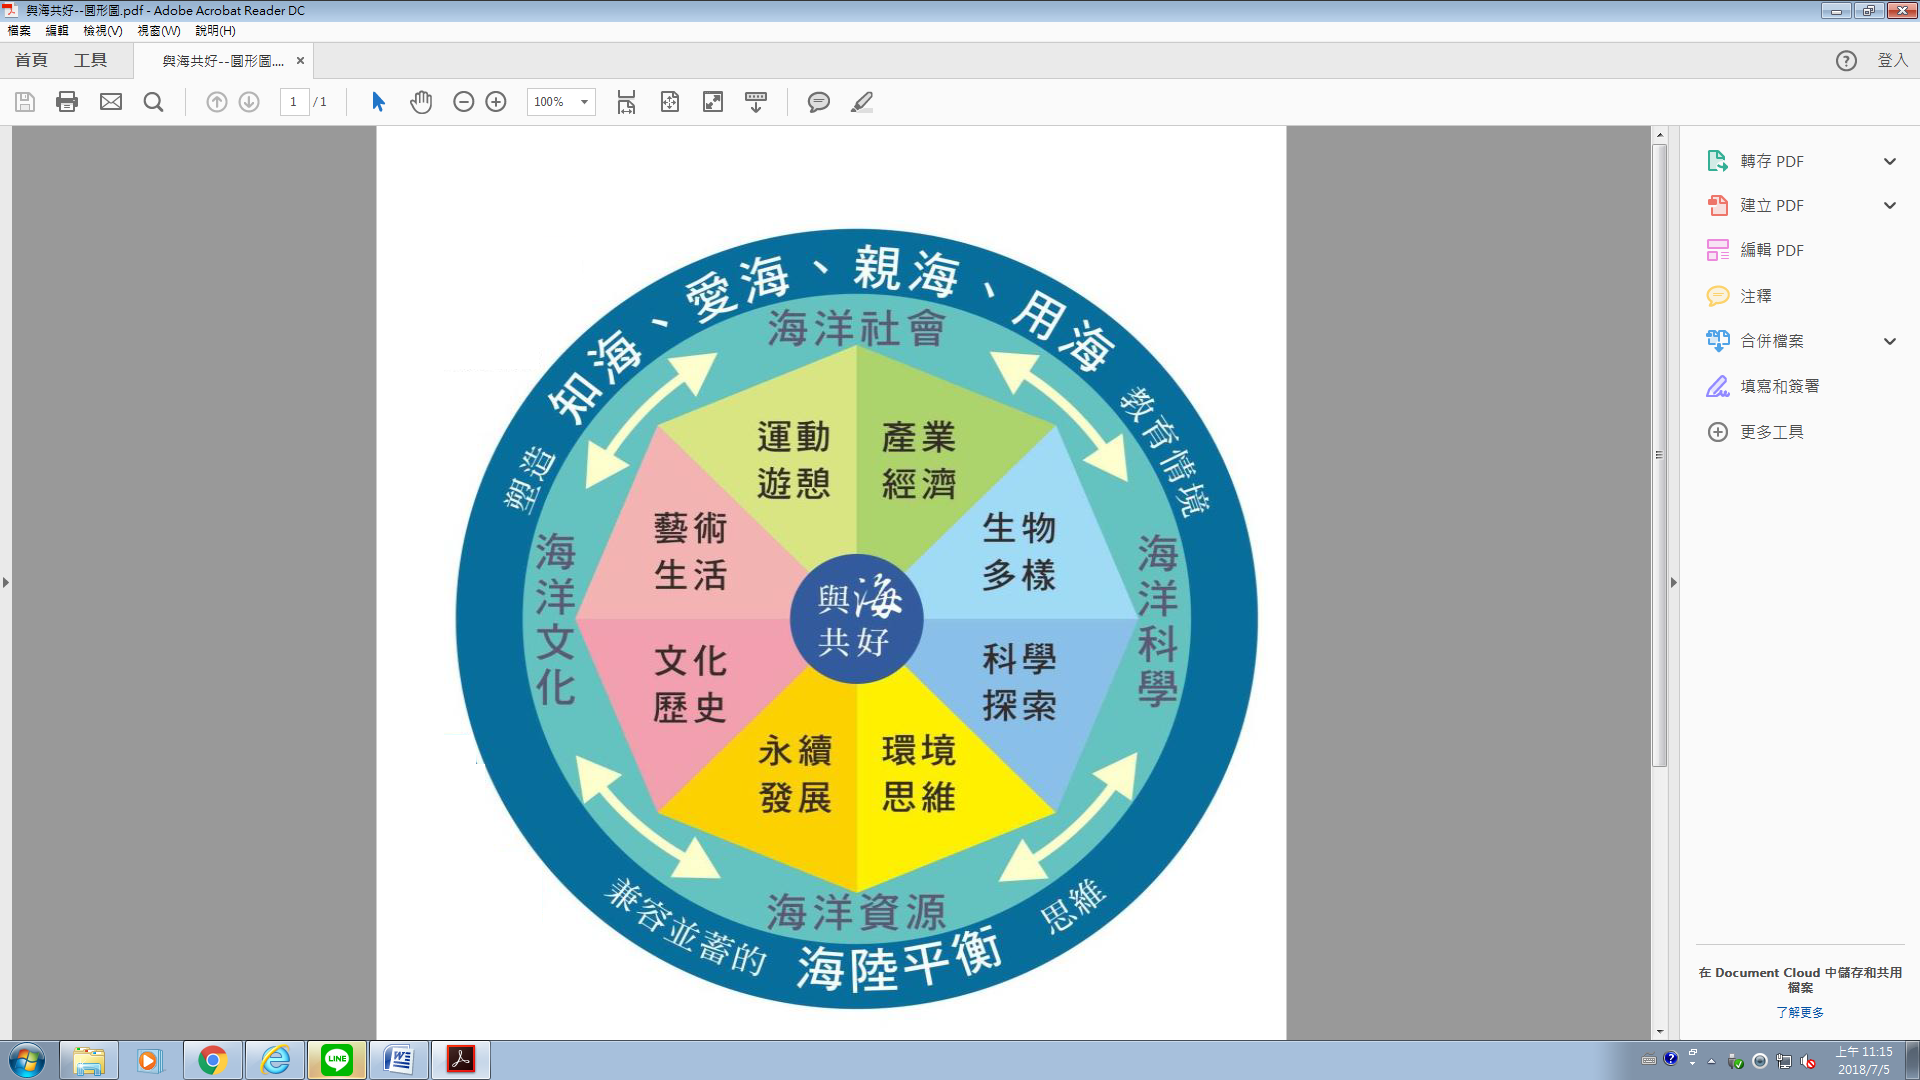 與海共好--圓形圖.pdf - Adobe Acrobat Reader DC
檔案 編輯 檢視(V) 視窗(W) 說明(H)
首頁 工具 與海共好--圓形圖.... × 登入
1 / 1 100%
轉存 PDF
建立 PDF
編輯 PDF
注釋
合併檔案
填寫和簽署
更多工具
在 Document Cloud 中儲存和共用
檔案
了解更多
塑造 知海、愛海、親海、用海 教育情境
海洋社會
運動
遊憩
產業
經濟
藝術
生活
生物
多樣
海洋文化
海洋科學
與海
共好
文化
歷史
科學
探索
永續
發展
環境
思維
海洋資源
兼容並蓄的 海陸平衡 思維
LINE
上午 11:15
2018/7/5